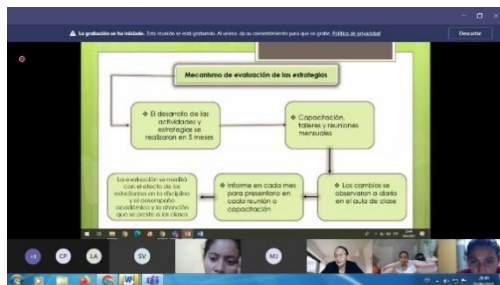 La grabación se ha iniciado. Esta reunión se está grabando. Al unirse, da su consentimiento para que se grabe. Política de privacidad
Descartar
Mecanismo de evaluación de las estrategias
❖ El desarrollo de las
actividades y
estrategias se
realizaran en 5 meses
❖ Capacitación,
talleres y reuniones
mensuales
La evaluación se medirá
con el efecto de los
estudiantes en la disciplina
y el desempeño
académico y la atención
que se preste a las clases
❖ Informe en cada mes
para presentarlo en
cada reunión o
capacitación
❖ Los cambios se
observaran a diario
en el aula de clase
+1
CP
LA
SV
MJ